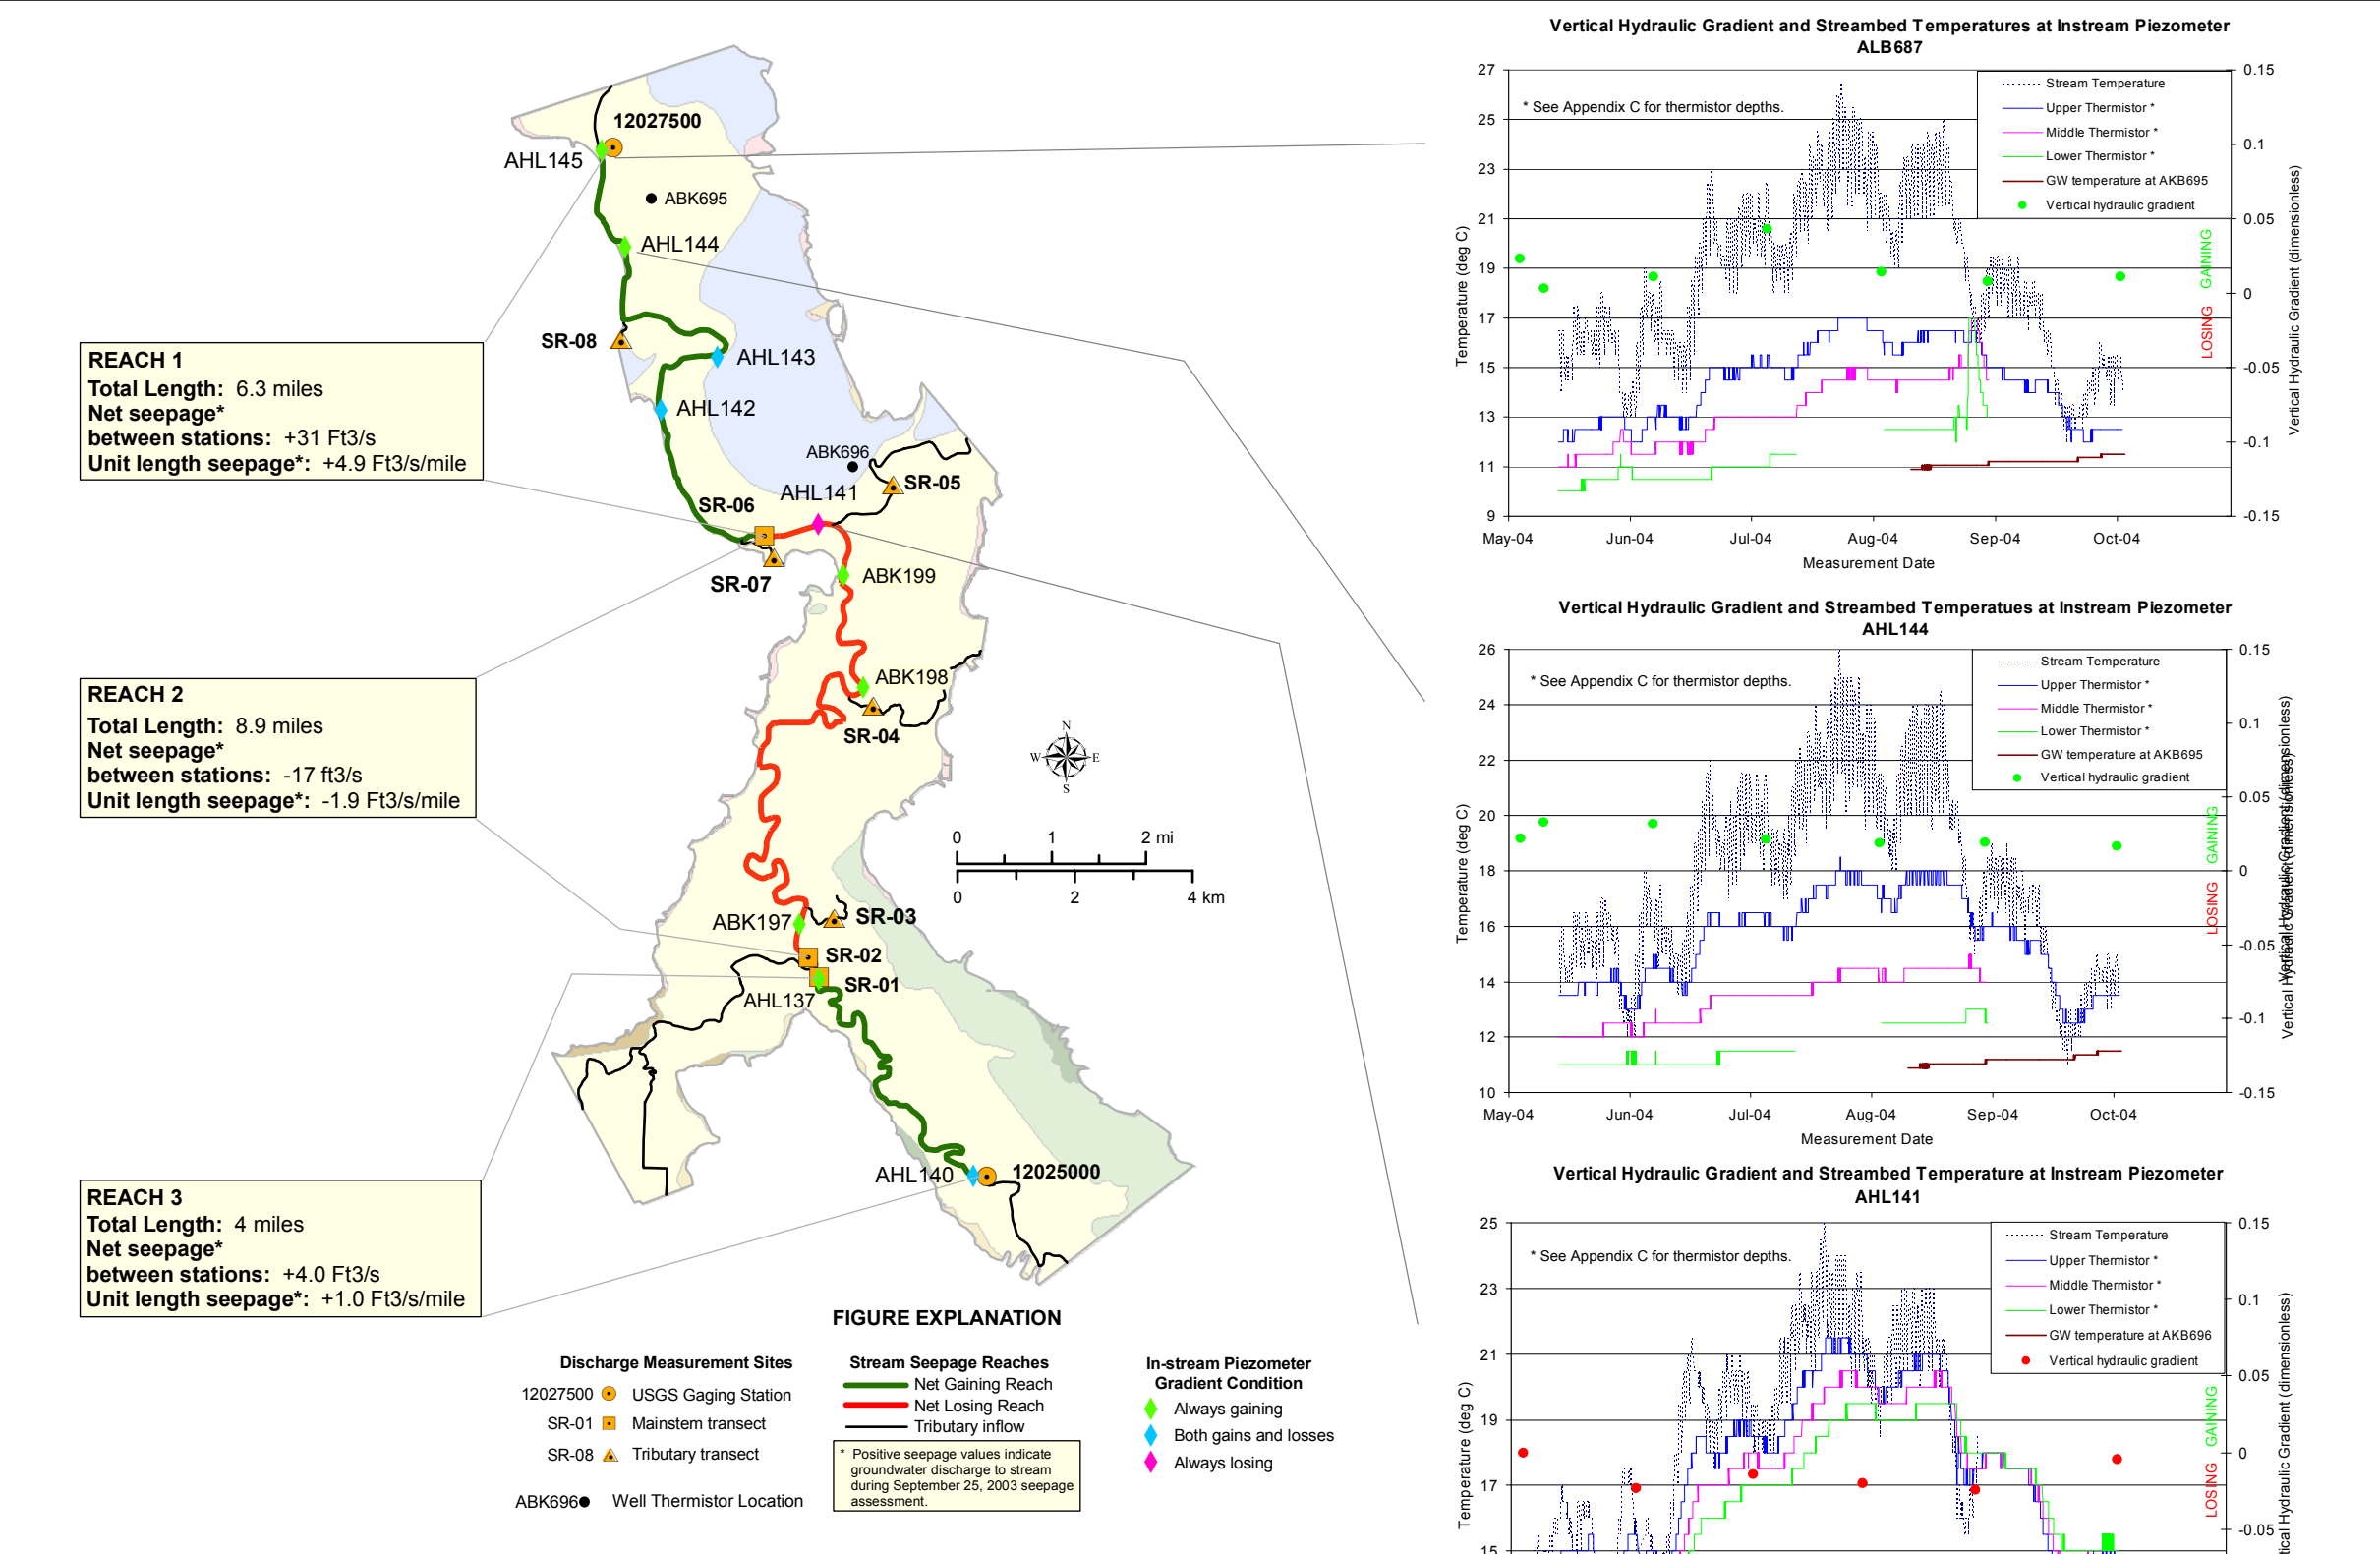 12027500
AHL145
ABK695
AHL144
SR-08
AHL143
AHL142
ABK696
SR-05
AHL141
SR-06
SR-07
ABK199
ABK198
SR-04
N
W E
S
0 1 2 mi
0 2 4 km
ABK197
SR-03
SR-02
SR-01
AHL137
AHL140
12025000
REACH 1
Total Length: 6.3 miles
Net seepage*
between stations: +31 Ft3/s
Unit length seepage*: +4.9 Ft3/s/mile
REACH 2
Total Length: 8.9 miles
Net seepage*
between stations: -17 ft3/s
Unit length seepage*: -1.9 Ft3/s/mile
REACH 3
Total Length: 4 miles
Net seepage*
between stations: +4.0 Ft3/s
Unit length seepage*: +1.0 Ft3/s/mile
FIGURE EXPLANATION
Discharge Measurement Sites
12027500 USGS Gaging Station
SR-01 Mainstem transect
SR-08 Tributary transect
ABK696 Well Thermistor Location
Stream Seepage Reaches
Net Gaining Reach
Net Losing Reach
Tributary inflow
* Positive seepage values indicate
groundwater discharge to stream
during September 25, 2003 seepage
assessment.
In-stream Piezometer
Gradient Condition
Always gaining
Both gains and losses
Always losing
Vertical Hydraulic Gradient and Streambed Temperatures at Instream Piezometer
ALB687
* See Appendix C for thermistor depths.
Stream Temperature
Upper Thermistor *
Middle Thermistor *
Lower Thermistor *
GW temperature at AKB695
Vertical hydraulic gradient
27
25
23
21
19
17
15
13
11
9
Temperature (deg C)
0.15
0.1
0.05
0
-0.05
-0.1
-0.15
GAINING
LOSING
Vertical Hydraulic Gradient (dimensionless)
May-04 Jun-04 Jul-04 Aug-04 Sep-04 Oct-04
Measurement Date
Vertical Hydraulic Gradient and Streambed Temperatues at Instream Piezometer
AHL144
* See Appendix C for thermistor depths.
Stream Temperature
Upper Thermistor *
Middle Thermistor *
Lower Thermistor *
GW temperature at AKB695
Vertical hydraulic gradient
26
24
22
20
18
16
14
12
10
Temperature (deg C)
0.15
0.1
0.05
0
-0.05
-0.1
-0.15
GAINING
LOSING
Vertical Hydraulic Gradient (dimensionless)
Vertical Hydraulic Gradient (dimensionless)
May-04 Jun-04 Jul-04 Aug-04 Sep-04 Oct-04
Measurement Date
Vertical Hydraulic Gradient and Streambed Temperature at Instream Piezometer
AHL141
* See Appendix C for thermistor depths.
Stream Temperature
Upper Thermistor *
Middle Thermistor *
Lower Thermistor *
GW temperature at AKB696
Vertical hydraulic gradient
25
23
21
19
17
15
Temperature (deg C)
0.15
0.1
0.05
0
-0.05
GAINING
LOSING
Hydraulic Gradient (dimensionless)